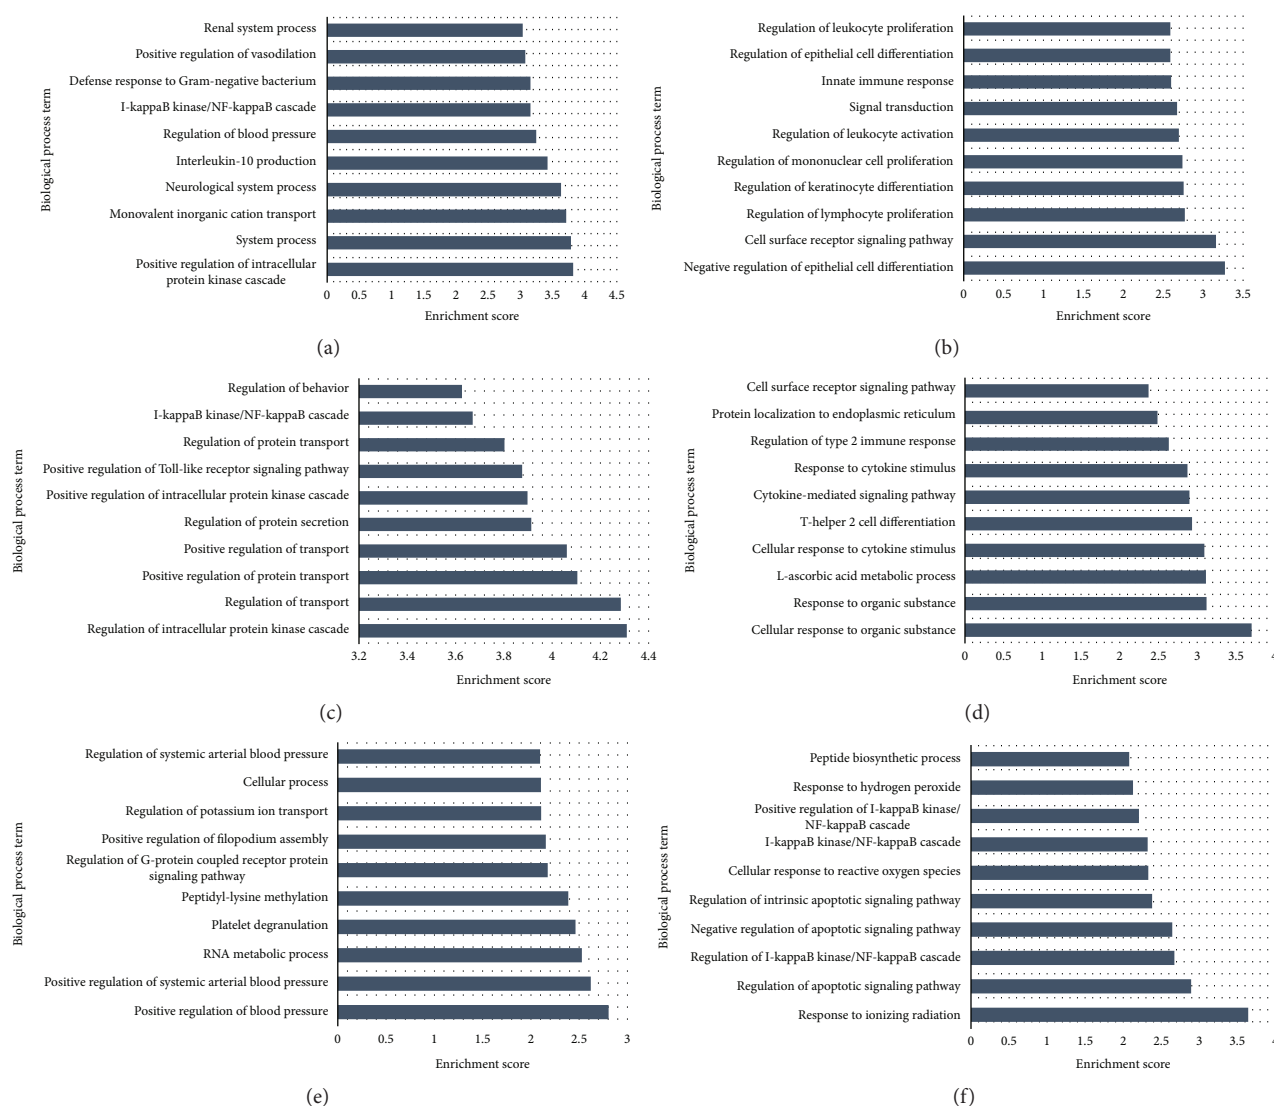 Biological process term
Renal system process
Positive regulation of vasodilation
Defense response to Gram-negative bacterium
I-kappaB kinase/NF-kappaB cascade
Regulation of blood pressure
Interleukin-10 production
Neurological system process
Monovalent inorganic cation transport
System process
Positive regulation of intracellular
protein kinase cascade
0 0.5 1 1.5 2 2.5 3 3.5 4 4.5
Enrichment score
(a)
Biological process term
Regulation of leukocyte proliferation
Regulation of epithelial cell differentiation
Innate immune response
Signal transduction
Regulation of leukocyte activation
Regulation of mononuclear cell proliferation
Regulation of keratinocyte differentiation
Regulation of lymphocyte proliferation
Cell surface receptor signaling pathway
Negative regulation of epithelial cell differentiation
0 0.5 1 1.5 2 2.5 3 3.5
Enrichment score
(b)
Biological process term
Regulation of behavior
I-kappaB kinase/NF-kappaB cascade
Regulation of protein transport
Positive regulation of Toll-like receptor signaling pathway
Positive regulation of intracellular protein kinase cascade
Regulation of protein secretion
Positive regulation of transport
Positive regulation of protein transport
Regulation of transport
Regulation of intracellular protein kinase cascade
3.2 3.4 3.6 3.8 4 4.2 4.4
Enrichment score
(c)
Biological process term
Cell surface receptor signaling pathway
Protein localization to endoplasmic reticulum
Regulation of type 2 immune response
Response to cytokine stimulus
Cytokine-mediated signaling pathway
T-helper 2 cell differentiation
Cellular response to cytokine stimulus
L-ascorbic acid metabolic process
Response to organic substance
Cellular response to organic substance
0 0.5 1 1.5 2 2.5 3 3.5
Enrichment score
(d)
Biological process term
Regulation of systemic arterial blood pressure
Cellular process
Regulation of potassium ion transport
Positive regulation of filopodium assembly
Regulation of G-protein coupled receptor protein
signaling pathway
Peptidyl-lysine methylation
Platelet degranulation
RNA metabolic process
Positive regulation of systemic arterial blood pressure
Positive regulation of blood pressure
0 0.5 1 1.5 2 2.5 3
Enrichment score
(e)
Biological process term
Peptide biosynthetic process
Response to hydrogen peroxide
Positive regulation of I-kappaB kinase/
NF-kappaB cascade
I-kappaB kinase/NF-kappaB cascade
Cellular response to reactive oxygen species
Regulation of intrinsic apoptotic signaling pathway
Negative regulation of apoptotic signaling pathway
Regulation of I-kappaB kinase/NF-kappaB cascade
Regulation of apoptotic signaling pathway
Response to ionizing radiation
0 0.5 1 1.5 2 2.5 3 3.5
Enrichment score
(f)